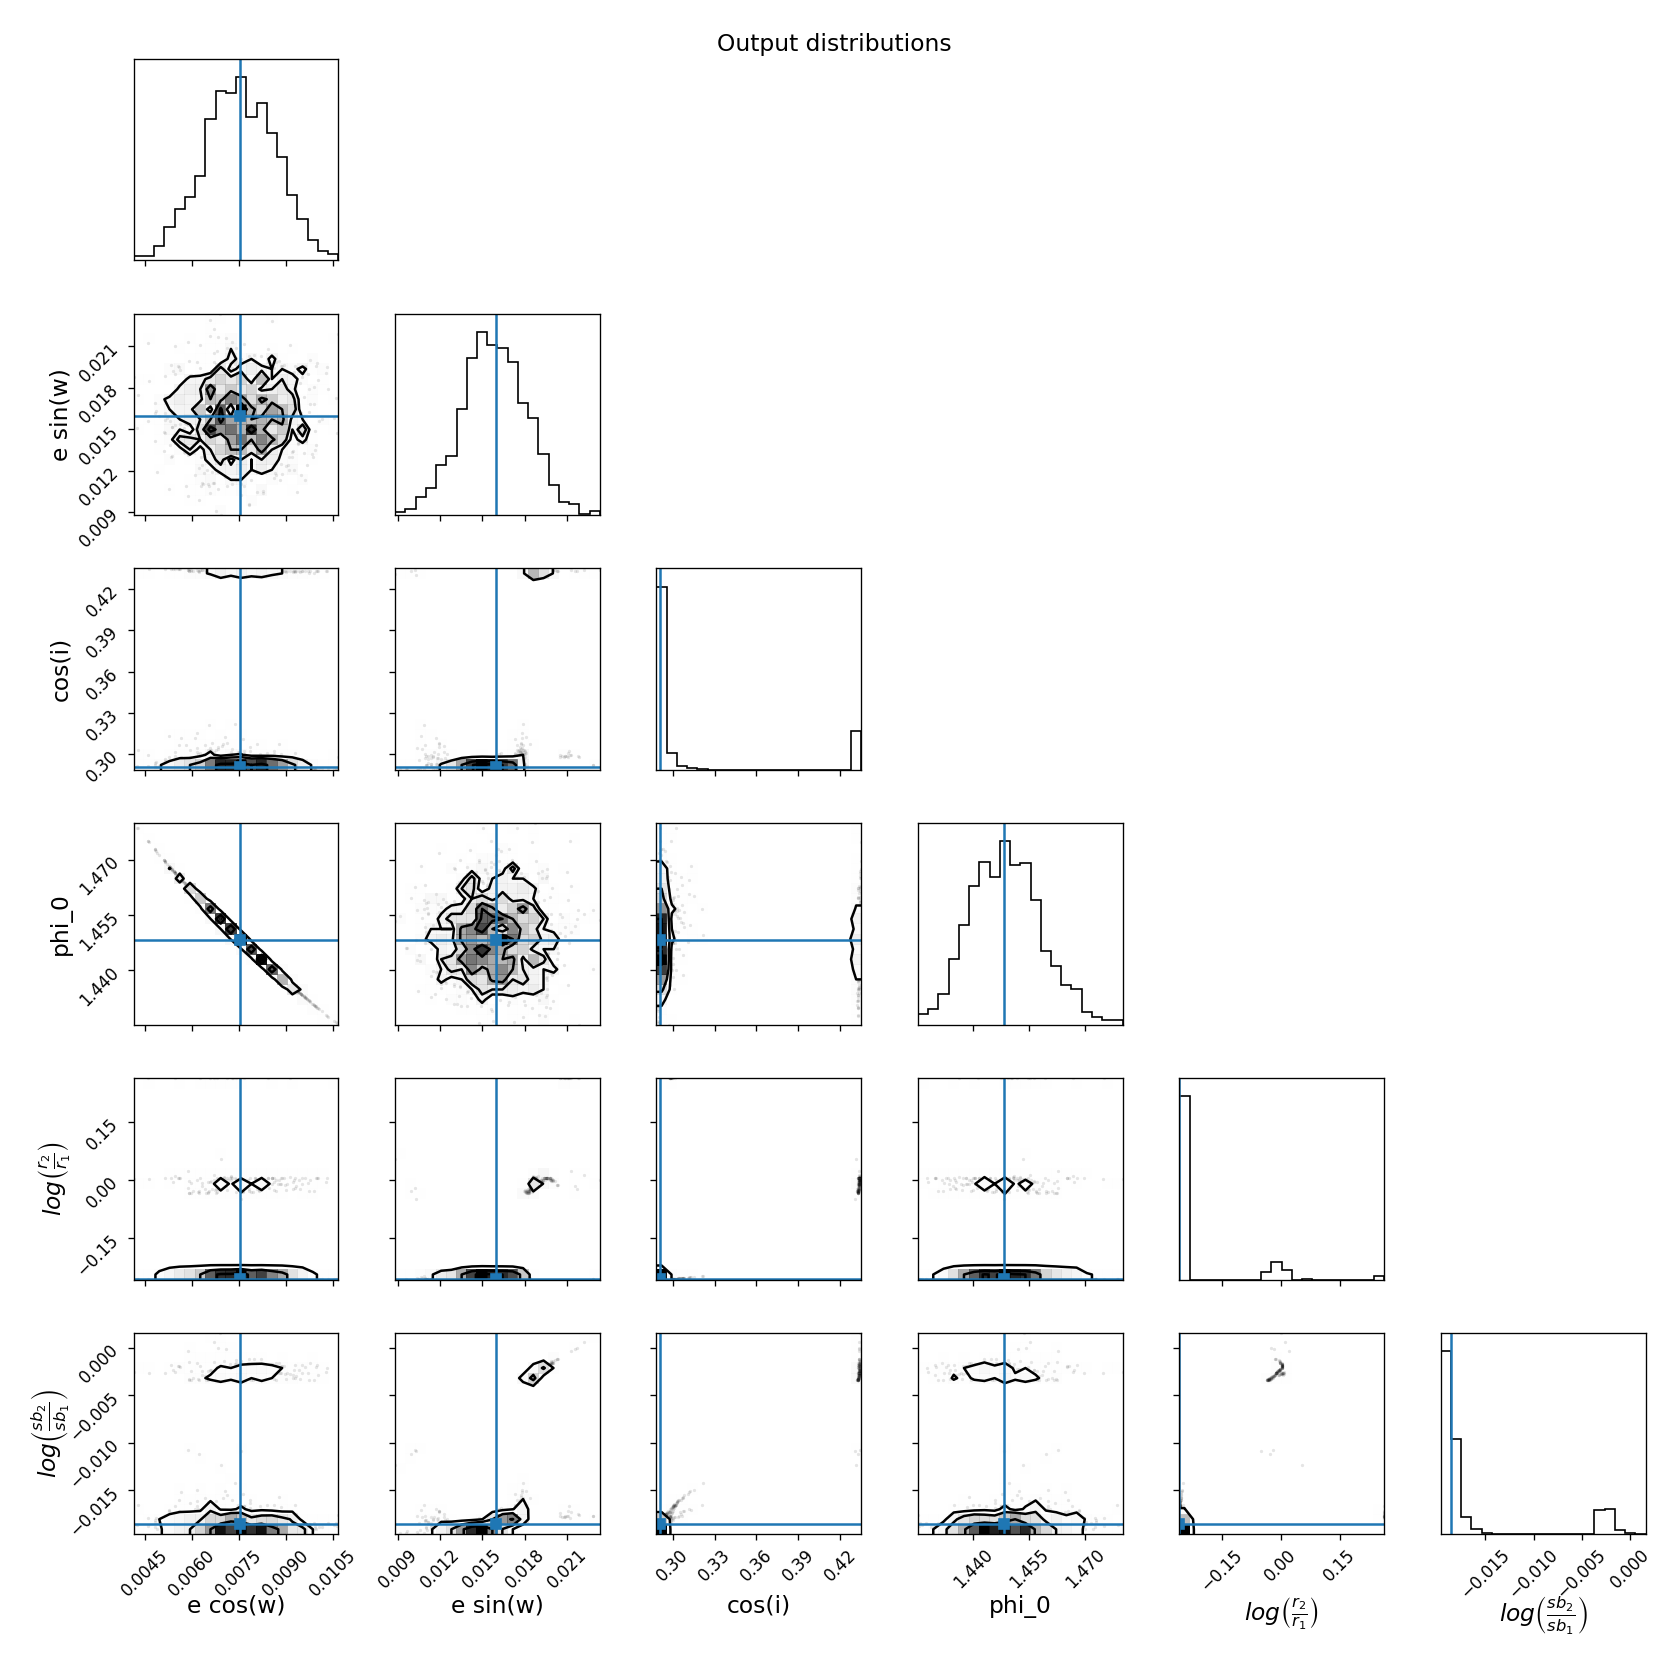 Output distributions
e sin(w)
0.021
0.018
0.015
0.012
0.009
cos(i)
0.42
0.39
0.36
0.33
0.30
phi_0
1.470
1.455
1.440
log(r₂/r₁)
0.15
0.00
−0.15
log(sb₂/sb₁)
0.000
−0.005
−0.010
−0.015
0.0045 0.0060 0.0075 0.0090 0.0105 0.009 0.012 0.015 0.018 0.021 0.30 0.33 0.36 0.39 0.42 1.440 1.455 1.470 −0.15 0.00 0.15 −0.015 −0.010 −0.005 0.000
e cos(w) e sin(w) cos(i) phi_0 log(r₂/r₁) log(sb₂/sb₁)